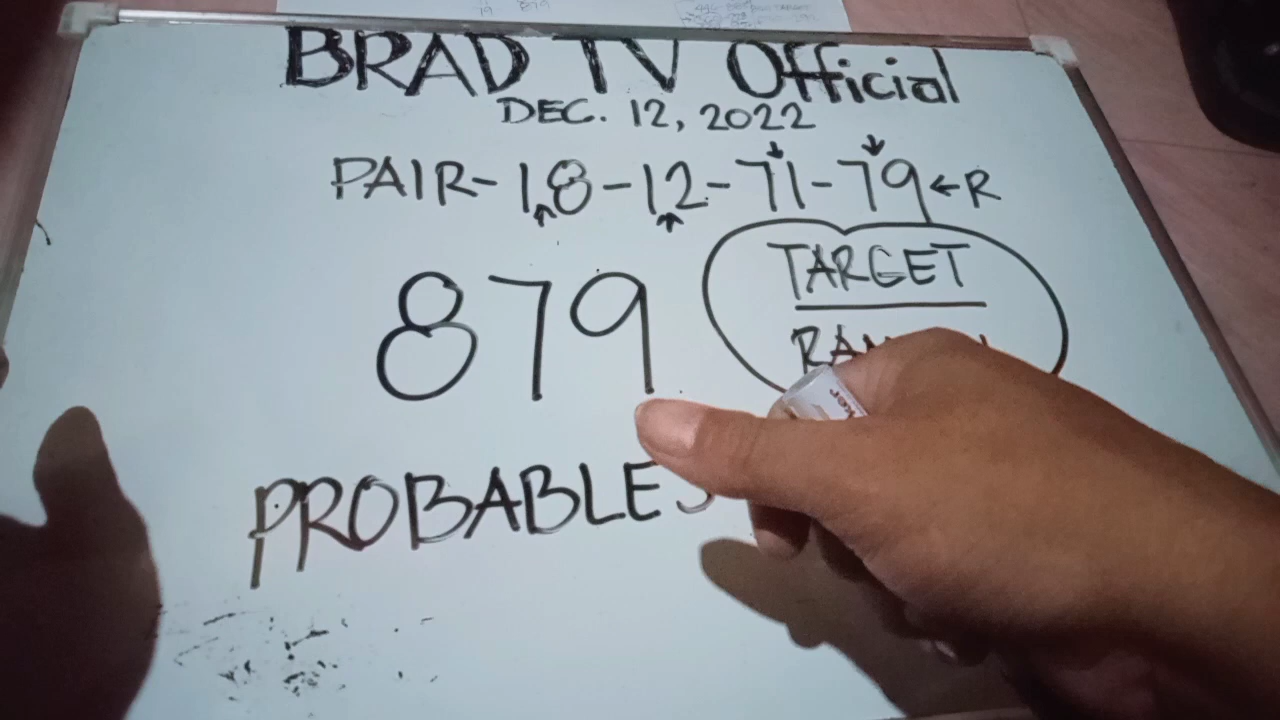 BRAD TV Official
DEC. 12, 2022
PAIR-18-12-71-79←R
879
TARGET
PROBABLES